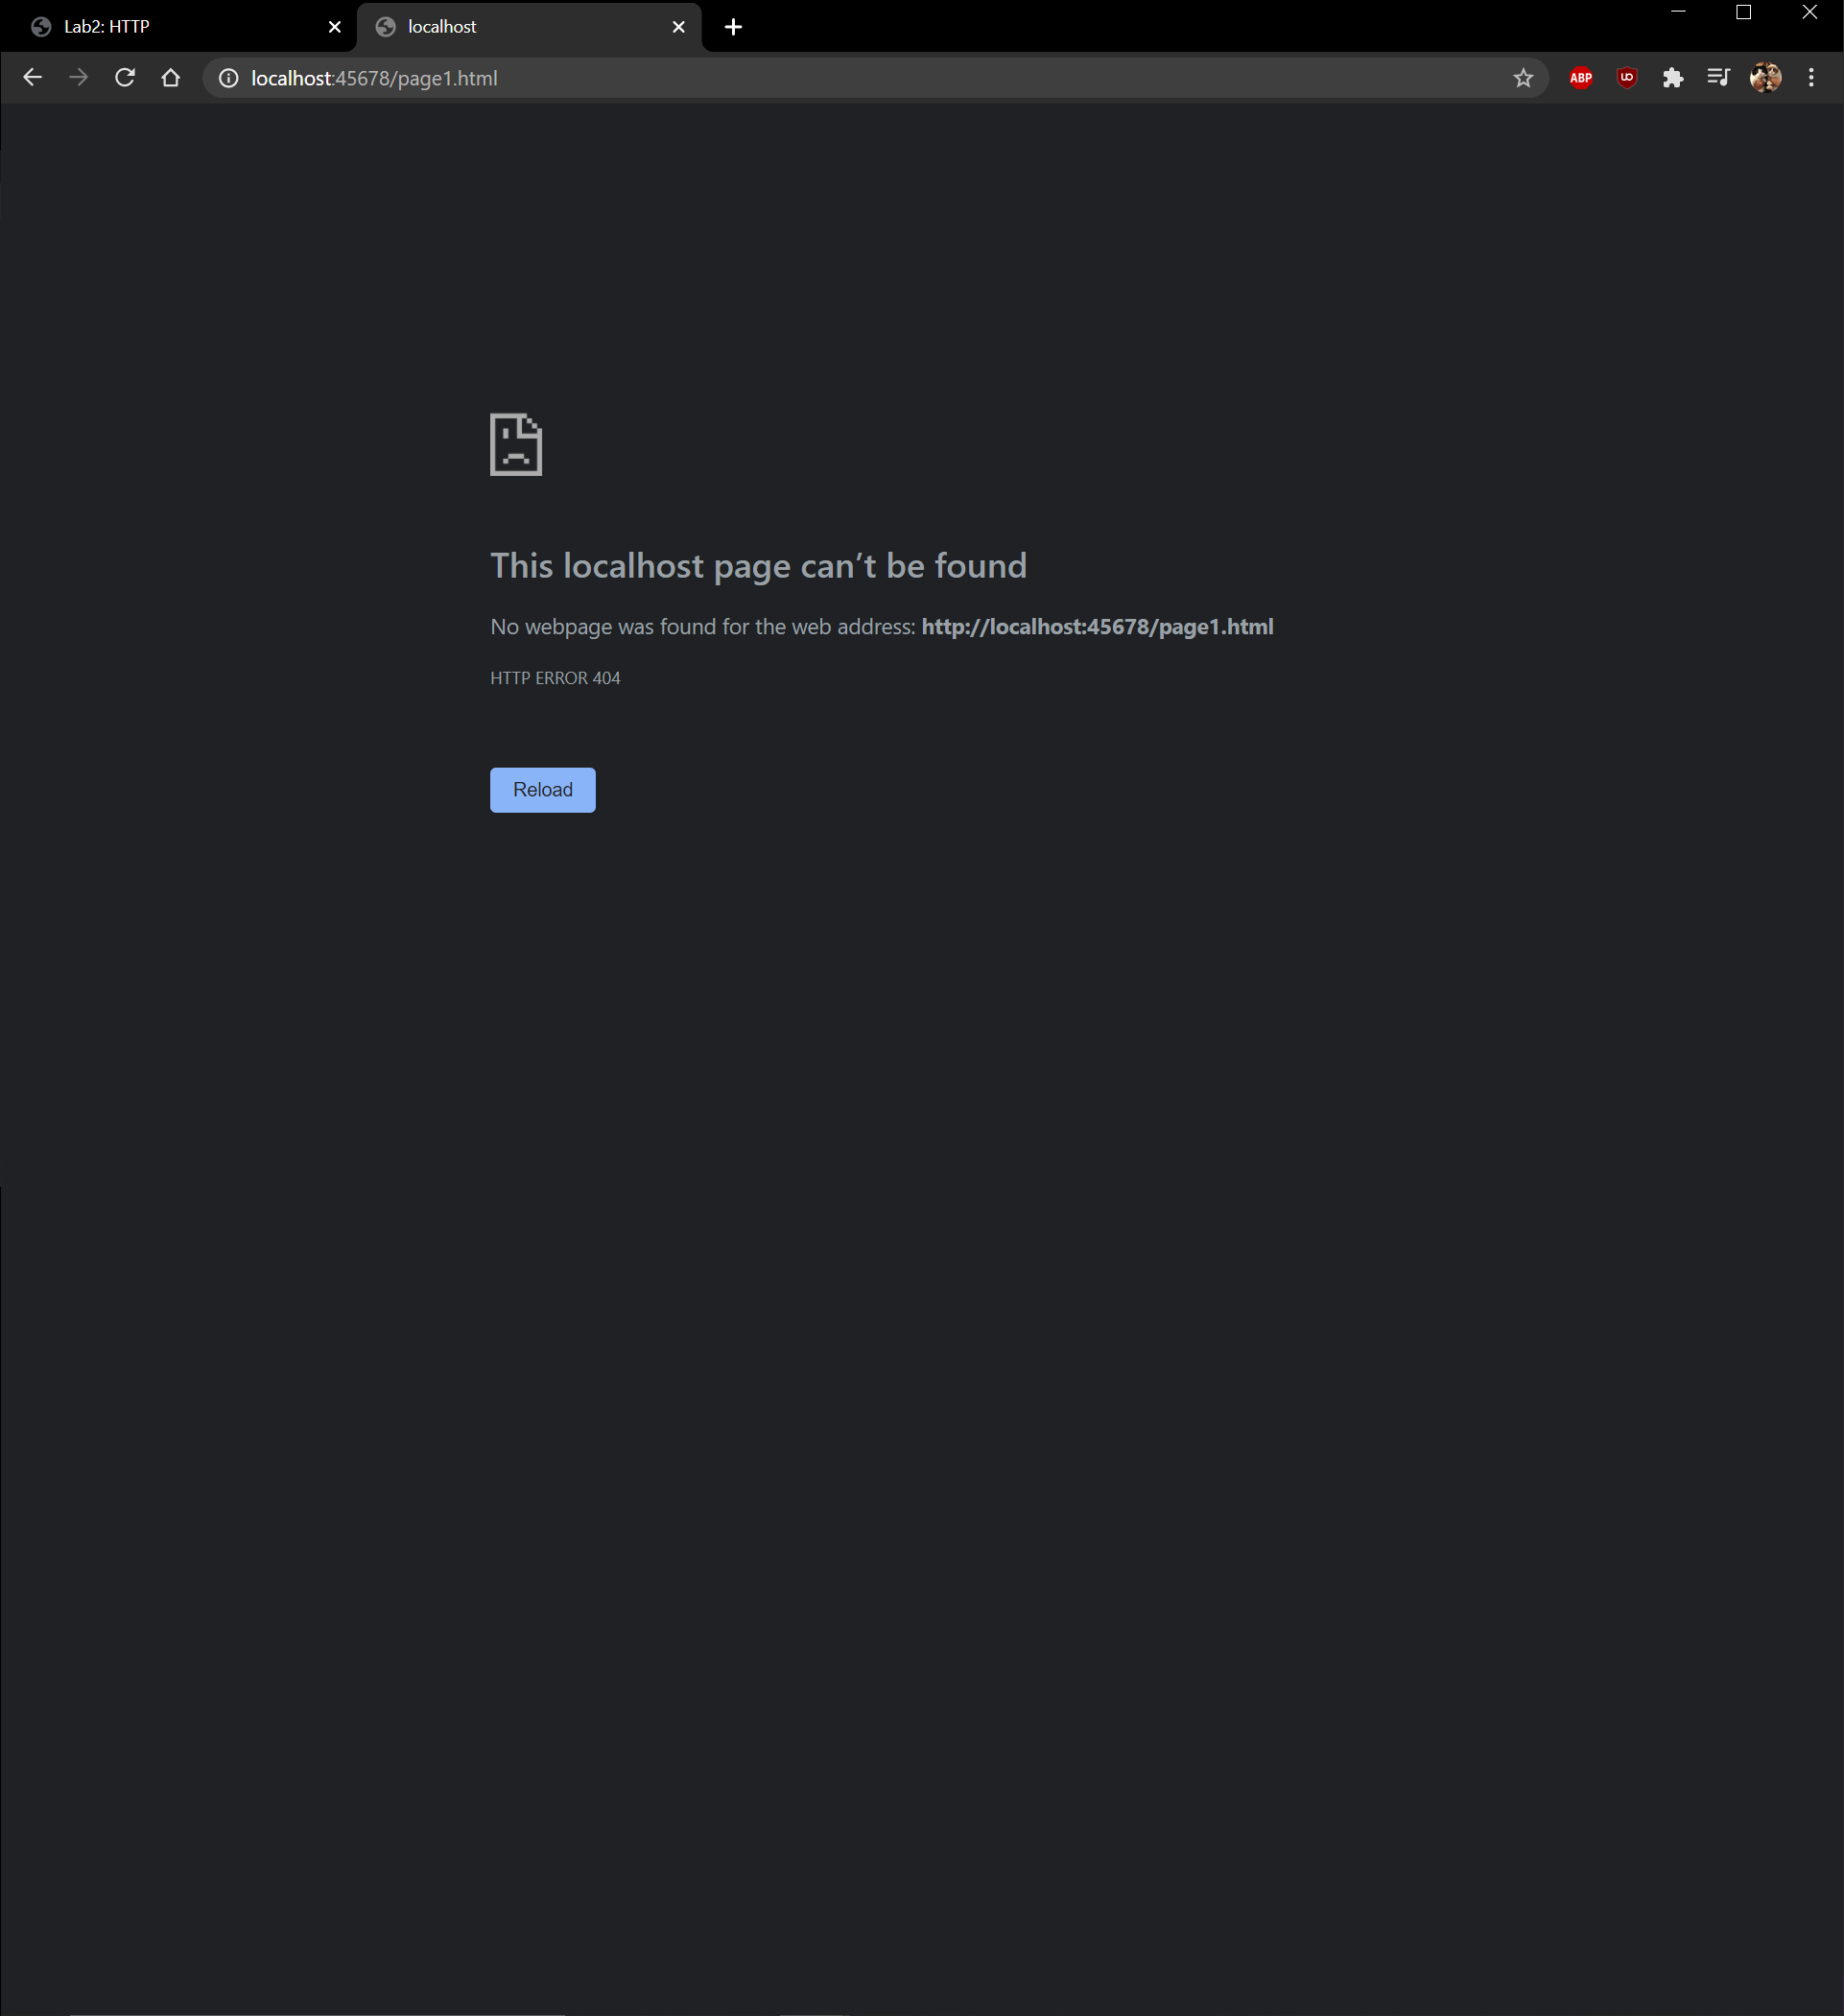 Lab2: HTTP
localhost
localhost:45678/page1.html
ABP
This localhost page can’t be found
No webpage was found for the web address: http://localhost:45678/page1.html
HTTP ERROR 404
Reload